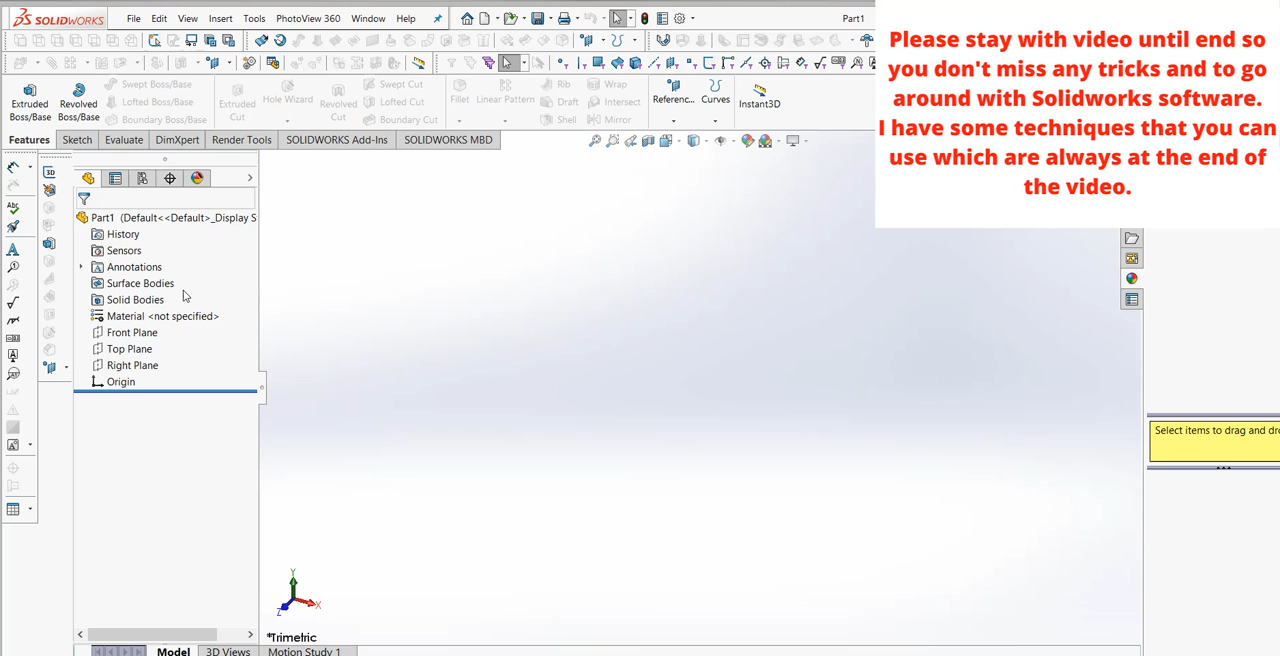 SOLIDWORKS File Edit View Insert Tools PhotoView 360 Window Help Part1
Please stay with video until end so
you don't miss any tricks and to go
around with Solidworks software.
I have some techniques that you can
use which are always at the end of
the video.
Extruded Boss/Base
Revolved Boss/Base
Swept Boss/Base
Lofted Boss/Base
Boundary Boss/Base
Extruded Cut
Hole Wizard
Revolved Cut
Swept Cut
Lofted Cut
Boundary Cut
Fillet
Linear Pattern
Rib
Draft
Shell
Wrap
Intersect
Mirror
Referenc...
Curves
Instant3D
Features Sketch Evaluate DimXpert Render Tools SOLIDWORKS Add-Ins SOLIDWORKS MBD
Part1 (Default<<Default>_Display S
History
Sensors
Annotations
Surface Bodies
Solid Bodies
Material <not specified>
Front Plane
Top Plane
Right Plane
Origin
Select items to drag and dro
Y
X
Z
*Trimetric
Model 3D Views Motion Study 1